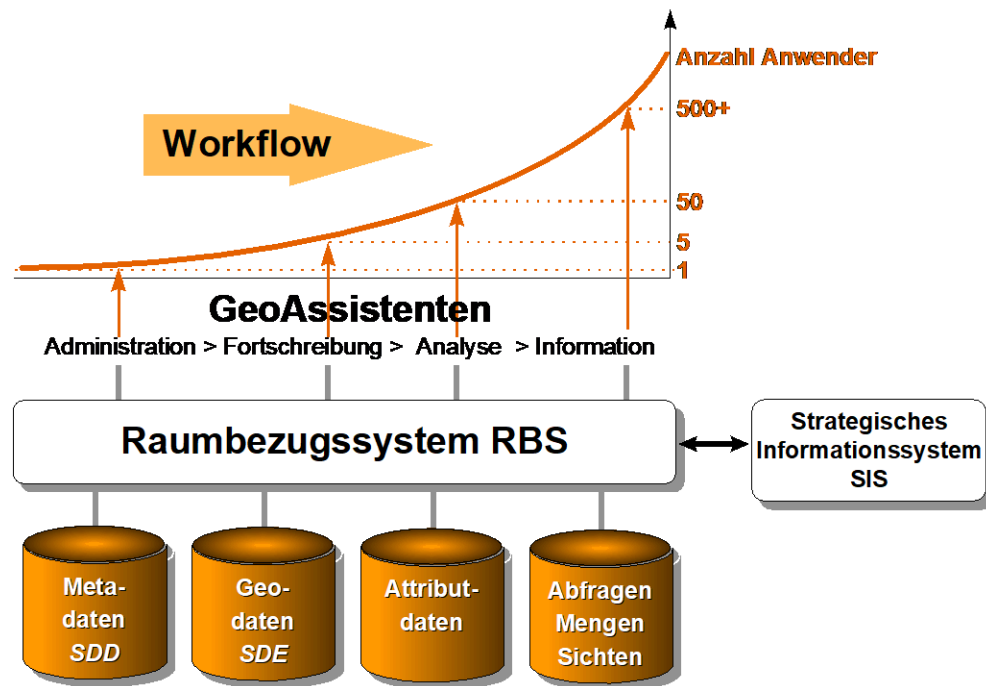 Anzahl Anwender
500+
Workflow
50
5
1
GeoAssistenten
Administration > Fortschreibung > Analyse > Information
Raumbezugssystem RBS
Strategisches
Informationssystem
SIS
Meta-
daten
SDD
Geo-
daten
SDE
Attribut-
daten
Abfragen
Mengen
Sichten